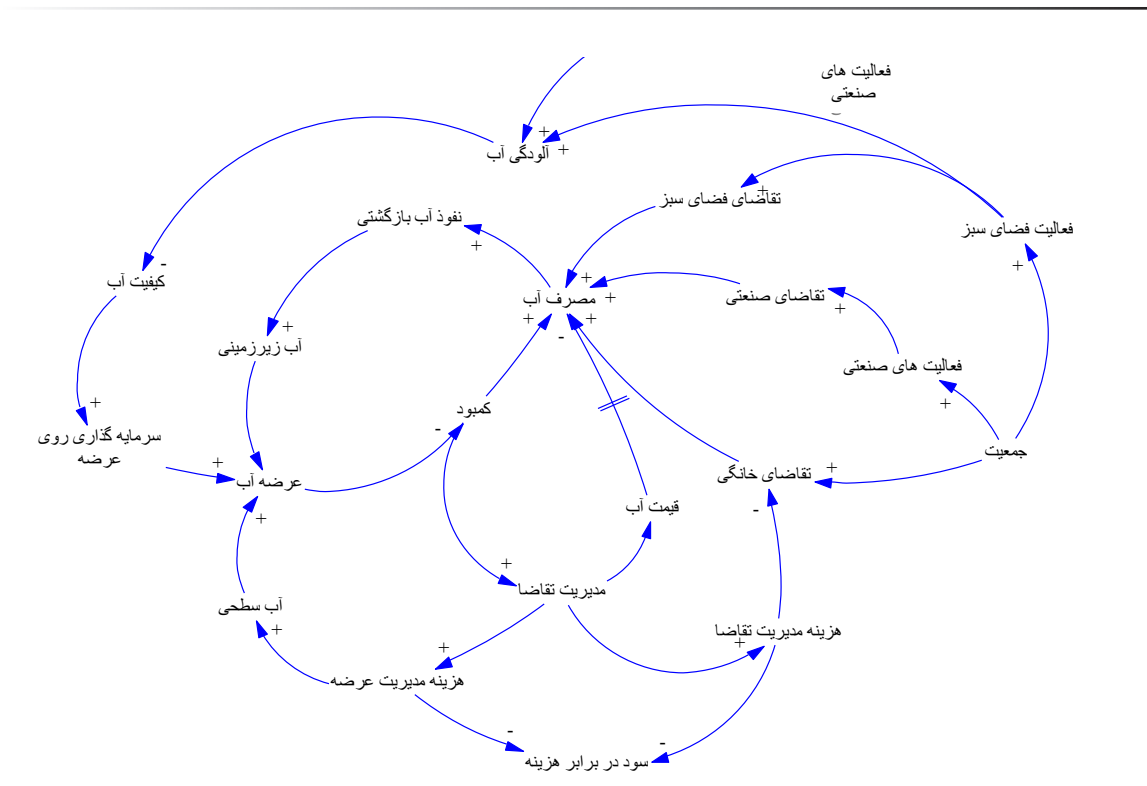 فعالیت های
صنعتی
آلودگی آب
تقاضای فضای سبز
نفوذ آب بازگشتی
فعالیت فضای سبز
کیفیت آب
مصرف آب
تقاضای صنعتی
آب زیرزمینی
فعالیت های صنعتی
کمبود
سرمایه گذاری روی
عرضه
جمعیت
تقاضای خانگی
عرضه آب
قیمت آب
مدیریت تقاضا
آب سطحی
هزینه مدیریت تقاضا
هزینه مدیریت عرضه
سود در برابر هزینه